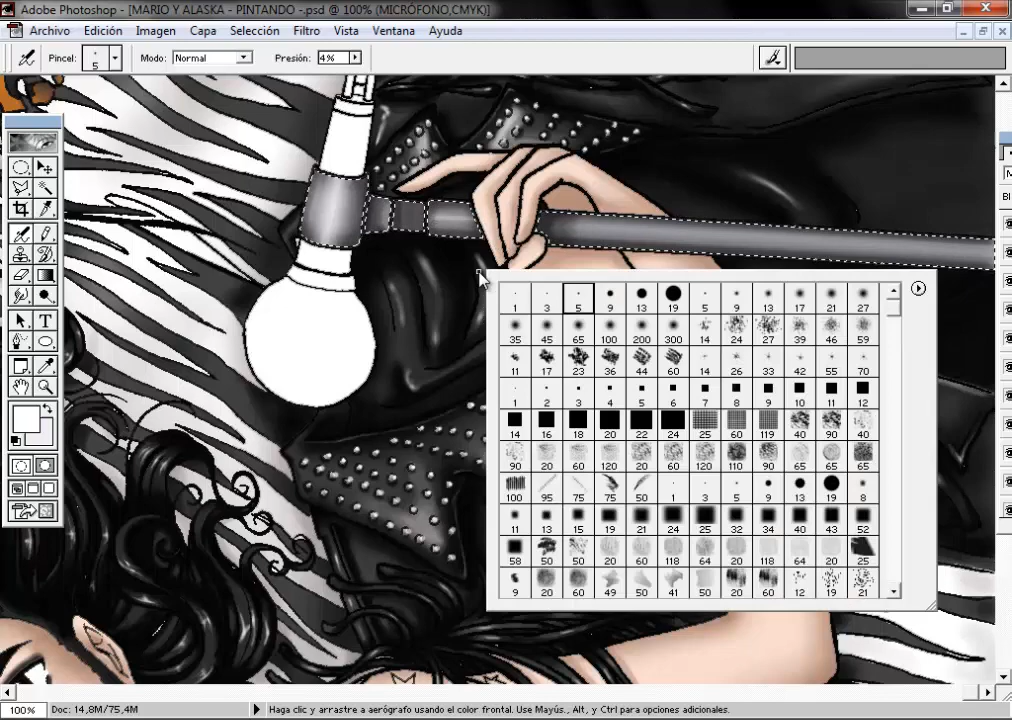 Adobe Photoshop - [MARIO Y ALASKA - PINTANDO -.psd @ 100% (MICRÓFONO,CMYK)]
Archivo Edición Imagen Capa Selección Filtro Vista Ventana Ayuda
Pincel: 5 Modo: Normal Presión: 4%
1 3 5 9 13 19 5 9 13 17 21 27
35 45 65 100 200 300 14 24 27 39 46 59
11 17 23 36 44 60 14 26 33 42 55 70
1 2 3 4 5 6 7 8 9 10 11 12
14 16 18 20 22 24 25 60 119 40 90 40
90 20 60 120 20 60 120 110 90 65 65 65
100 95 75 75 50 1 3 5 9 13 19 8
11 13 15 19 21 24 25 32 34 40 43 52
58 50 50 20 60 118 64 20 118 64 20 25
9 20 60 49 50 41 50 20 60 12 19 21
100% Doc: 14,8M/75,4M Haga clic y arrastre a aerógrafo usando el color frontal. Use Mayús., Alt, y Ctrl para opciones adicionales.